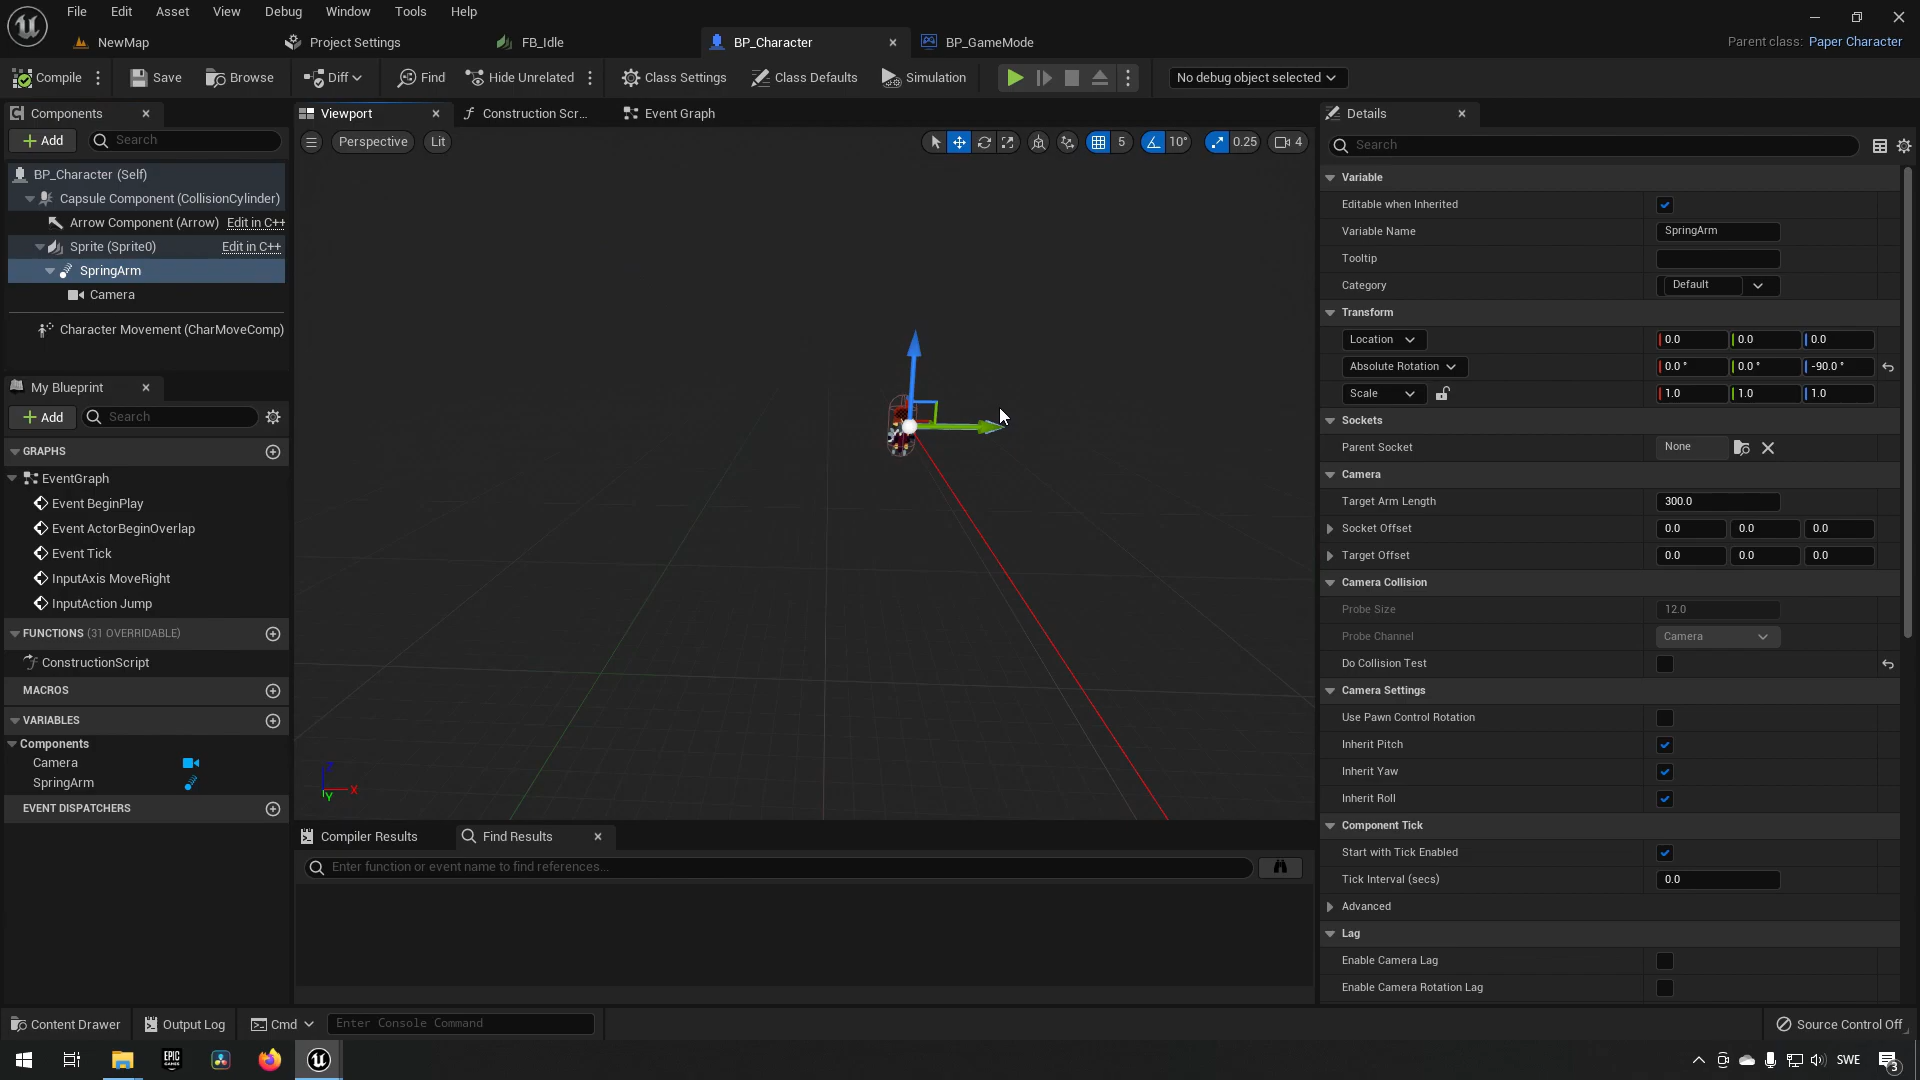 File Edit Asset View Debug Window Tools Help
NewMap Project Settings FB_Idle BP_Character BP_GameMode Parent class: Paper Character
Compile Save Browse Diff Find Hide Unrelated Class Settings Class Defaults Simulation No debug object selected
Components
Add Search
BP_Character (Self)
Capsule Component (CollisionCylinder)
Arrow Component (Arrow) Edit in C++
Sprite (Sprite0) Edit in C++
SpringArm
Camera
Character Movement (CharMoveComp)
My Blueprint
Add Search
GRAPHS
EventGraph
Event BeginPlay
Event ActorBeginOverlap
Event Tick
InputAxis MoveRight
InputAction Jump
FUNCTIONS (31 OVERRIDABLE)
ConstructionScript
MACROS
VARIABLES
Components
Camera
SpringArm
EVENT DISPATCHERS
Viewport Construction Scr... Event Graph
Perspective Lit 5 10° 0.25 4
Z
X
Y
Compiler Results Find Results
Enter function or event name to find references...
Details
Search
Variable
Editable when Inherited
Variable Name SpringArm
Tooltip
Category Default
Transform
Location 0.0 0.0 0.0
Absolute Rotation 0.0 ° 0.0 ° -90.0 °
Scale 1.0 1.0 1.0
Sockets
Parent Socket None
Camera
Target Arm Length 300.0
Socket Offset 0.0 0.0 0.0
Target Offset 0.0 0.0 0.0
Camera Collision
Probe Size 12.0
Probe Channel Camera
Do Collision Test
Camera Settings
Use Pawn Control Rotation
Inherit Pitch
Inherit Yaw
Inherit Roll
Component Tick
Start with Tick Enabled
Tick Interval (secs) 0.0
Advanced
Lag
Enable Camera Lag
Enable Camera Rotation Lag
Content Drawer Output Log Cmd Enter Console Command Source Control Off
EPIC GAMES SWE 3